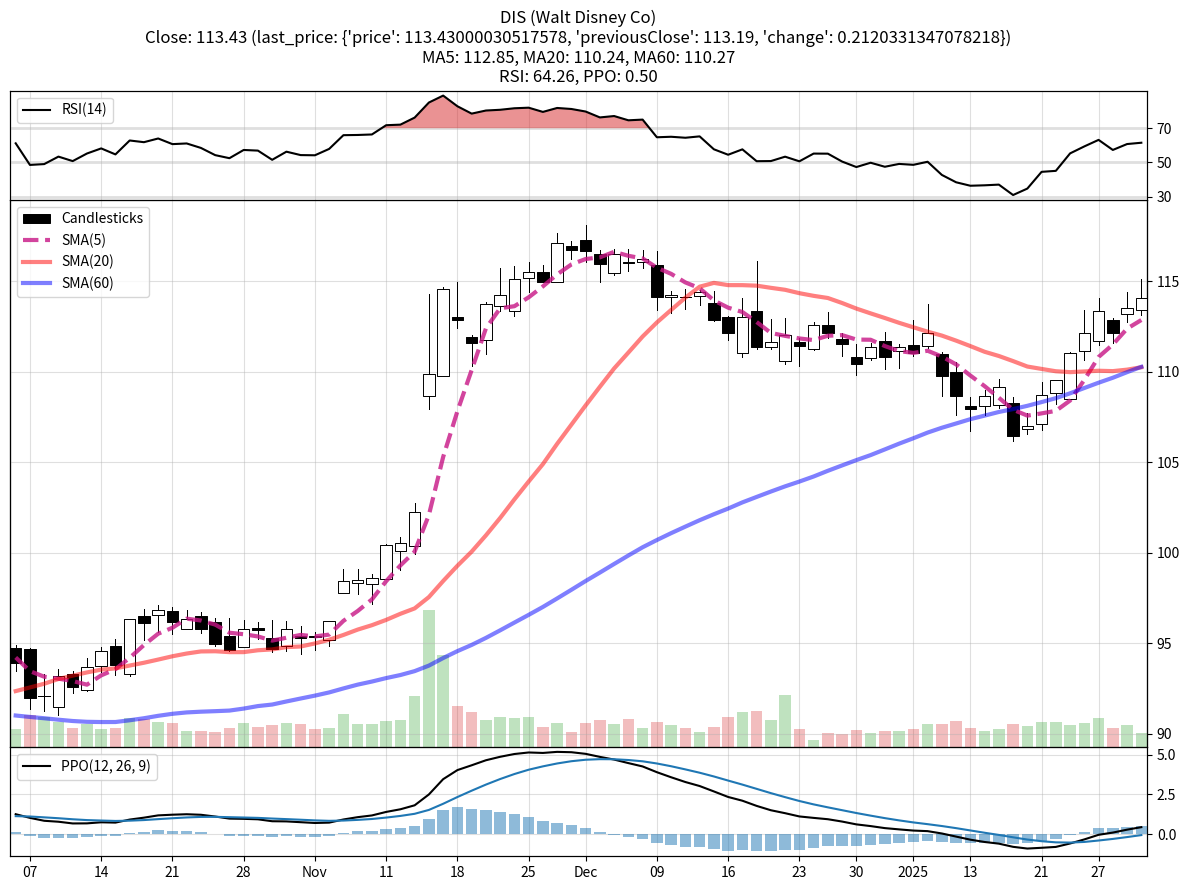 DIS (Walt Disney Co)
Close: 113.43 (last_price: {'price': 113.43000030517578, 'previousClose': 113.19, 'change': 0.2120331347078218})
MA5: 112.85, MA20: 110.24, MA60: 110.27
RSI: 64.26, PPO: 0.50
RSI(14)
70
50
30
Candlesticks
SMA(5)
SMA(20)
SMA(60)
115
110
105
100
95
90
PPO(12, 26, 9)
5.0
2.5
0.0
07 14 21 28 Nov 11 18 25 Dec 09 16 23 30 2025 13 21 27